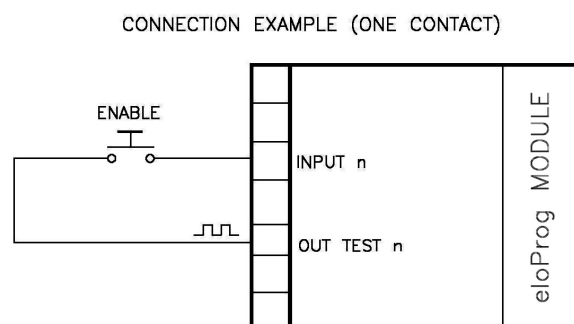 CONNECTION EXAMPLE (ONE CONTACT)
ENABLE
INPUT n
OUT TEST n
eloProg MODULE